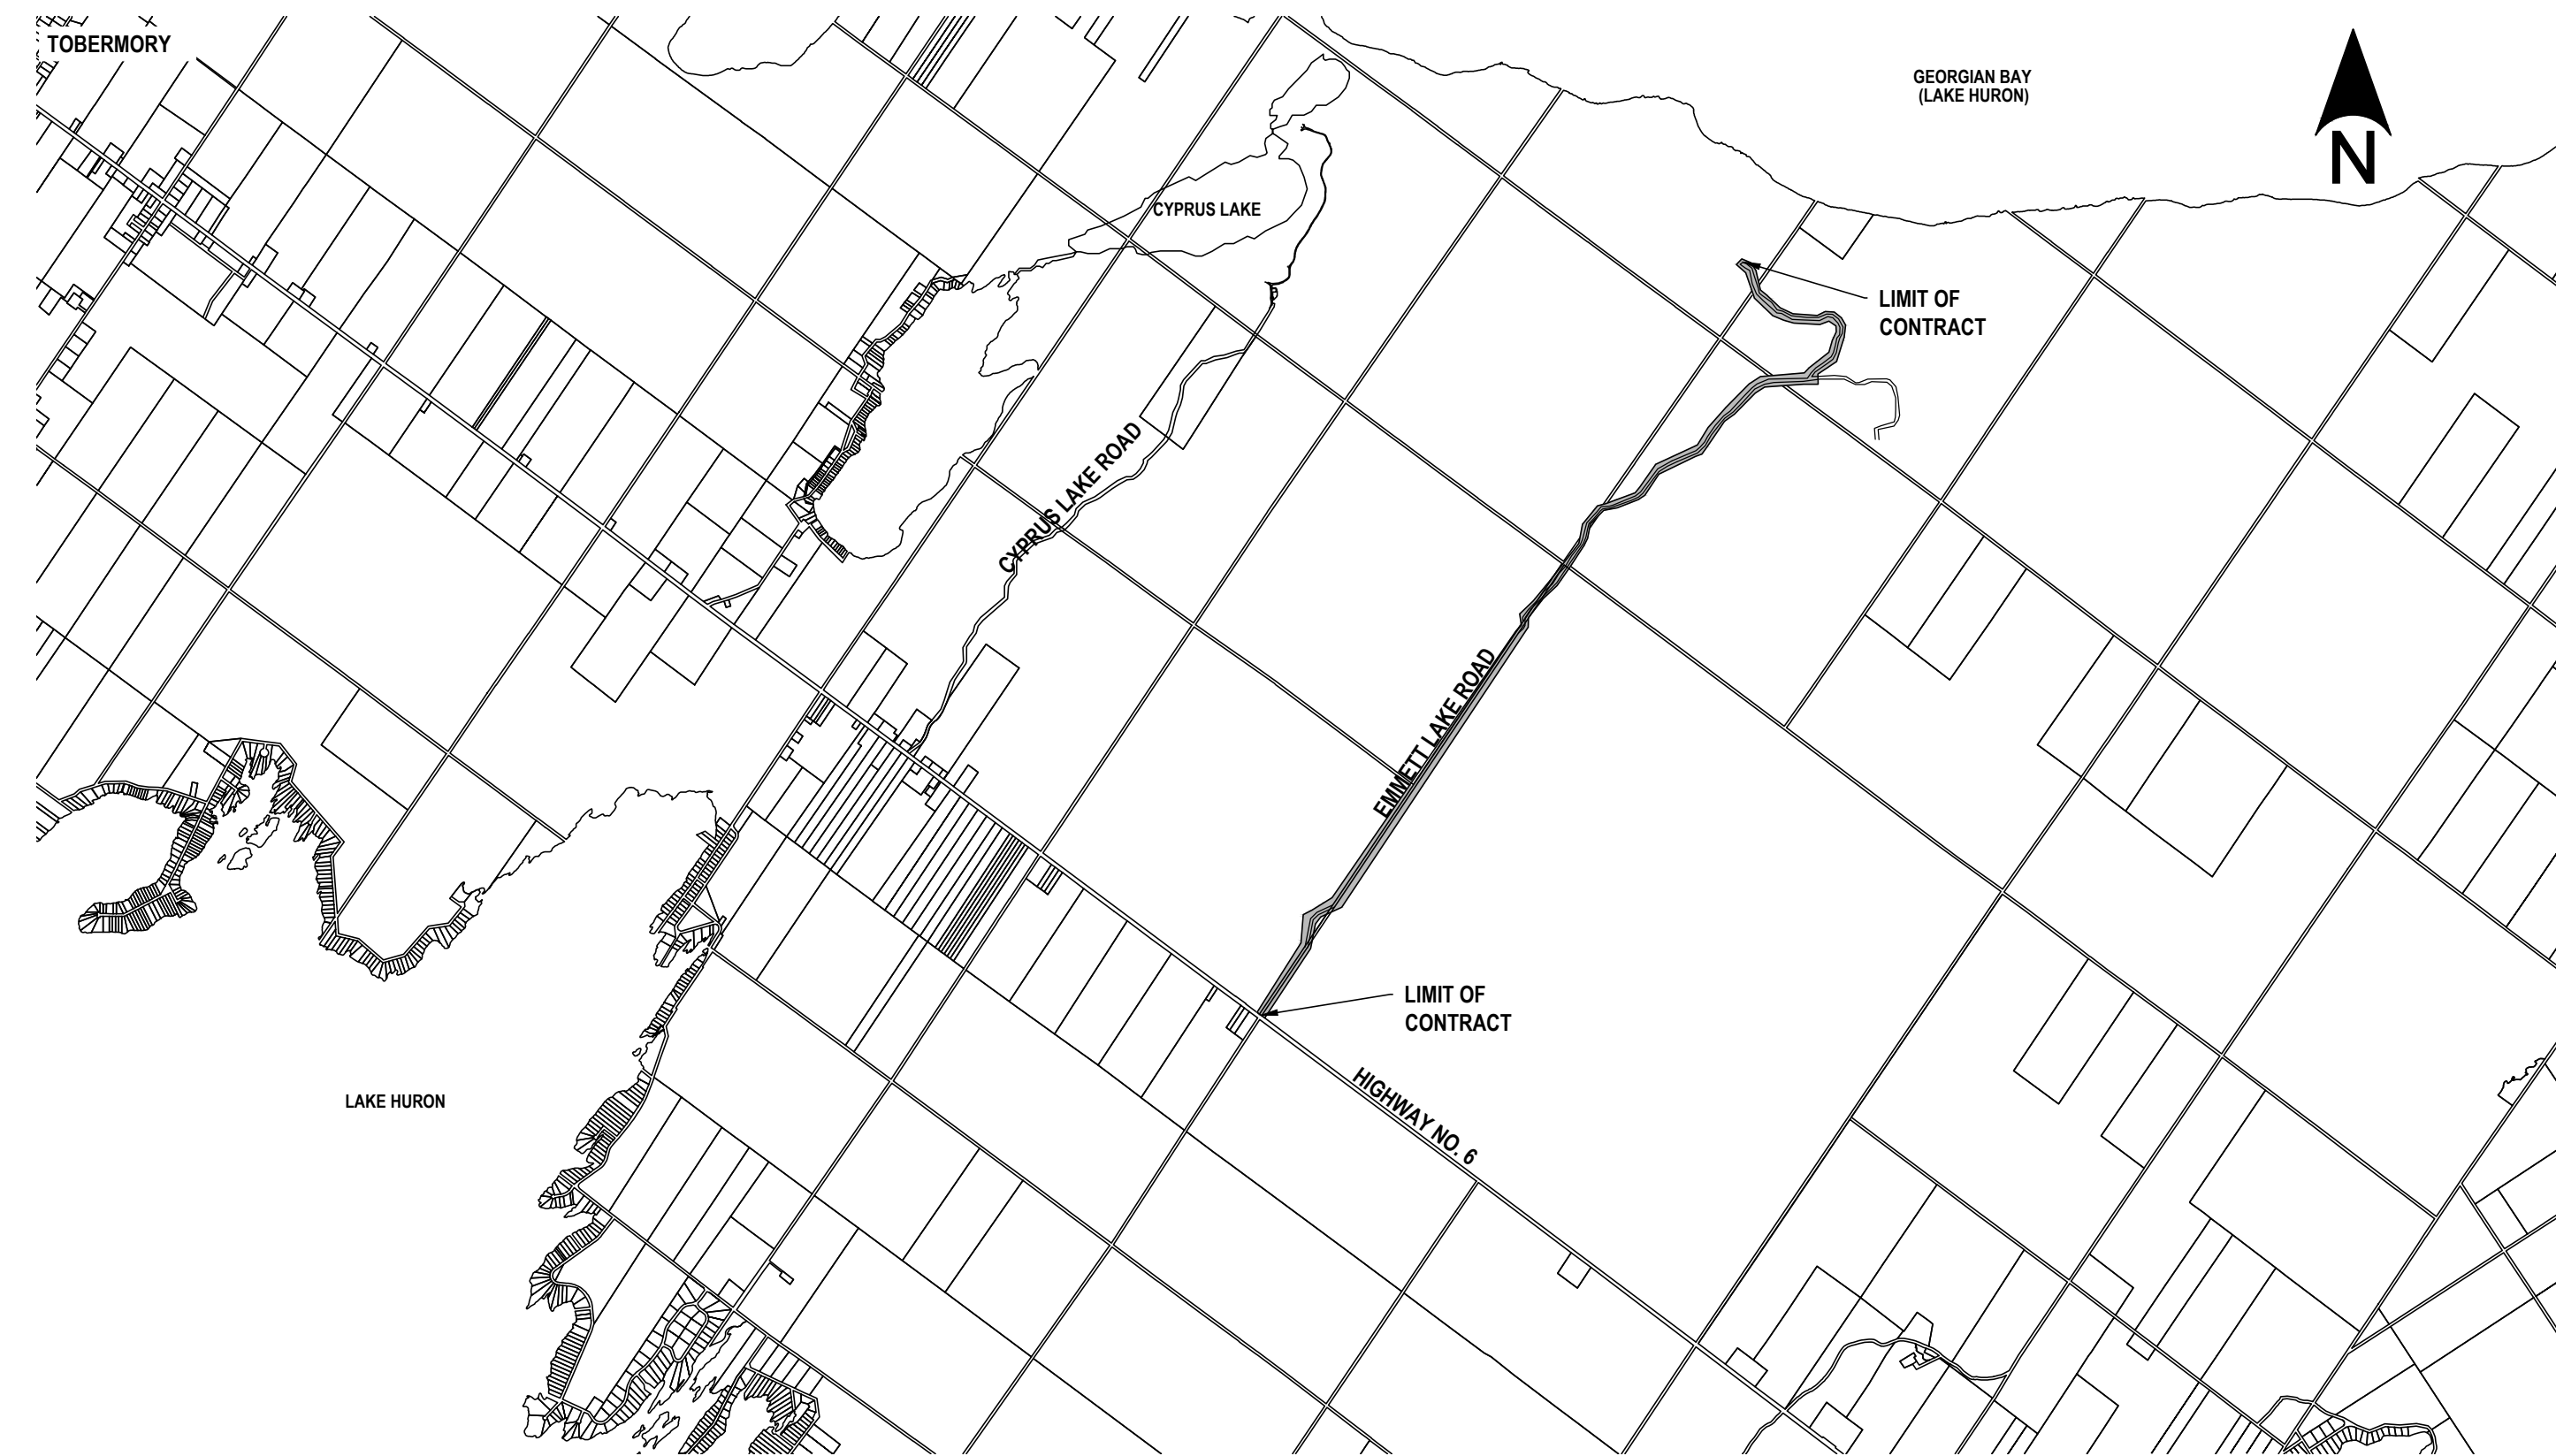 TOBERMORY
GEORGIAN BAY
(LAKE HURON)
N
CYPRUS LAKE
LIMIT OF
CONTRACT
CYPRUS LAKE ROAD
EMMETT LAKE ROAD
LIMIT OF
CONTRACT
HIGHWAY NO. 6
LAKE HURON